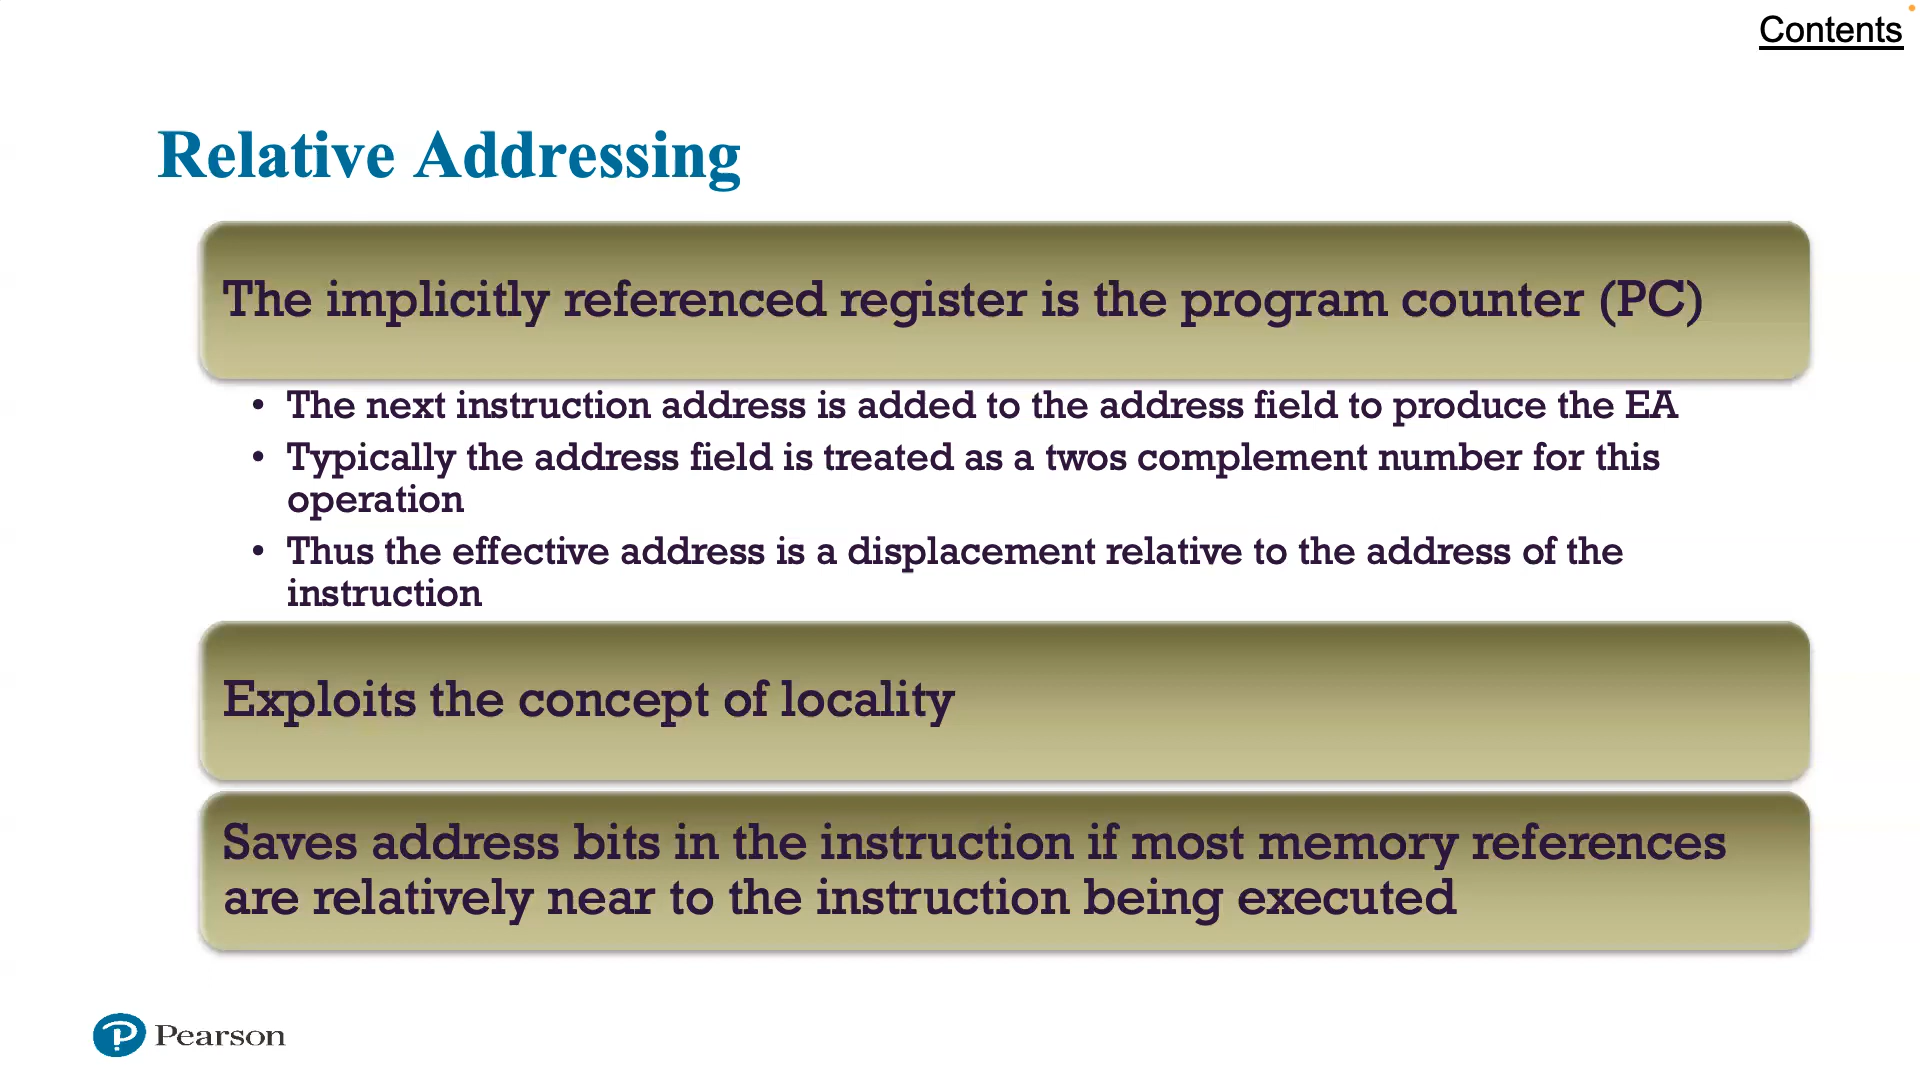 Contents
Relative Addressing
The implicitly referenced register is the program counter (PC)
• The next instruction address is added to the address field to produce the EA
• Typically the address field is treated as a twos complement number for this
operation
• Thus the effective address is a displacement relative to the address of the
instruction
Exploits the concept of locality
Saves address bits in the instruction if most memory references
are relatively near to the instruction being executed
Pearson